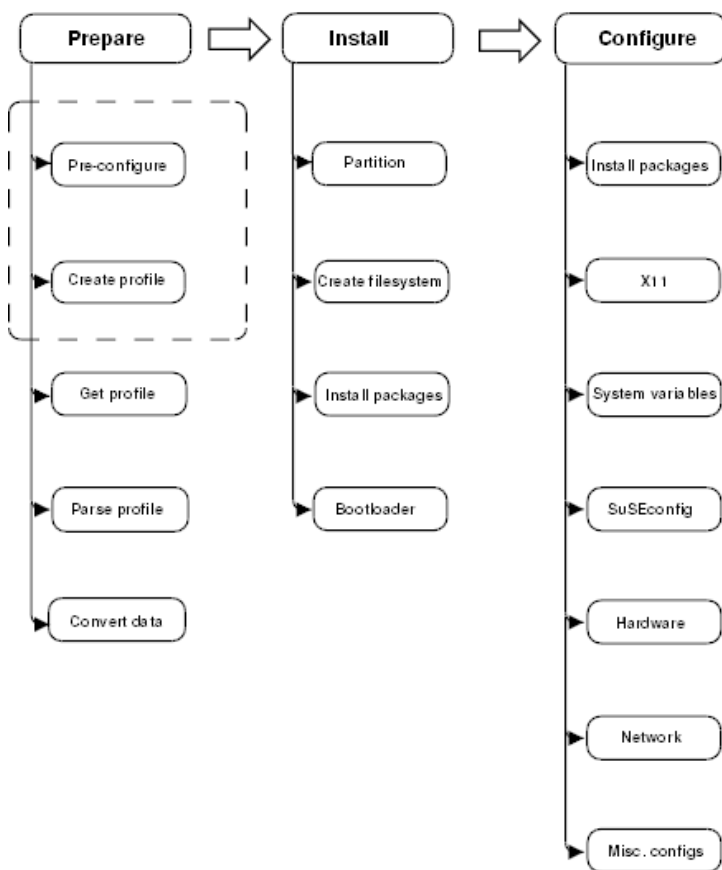 Prepare
Install
Configure
Pre-configure
Create profile
Get profile
Parse profile
Convert data
Partition
Create filesystem
Install packages
Bootloader
Install packages
X11
System variables
SuSEconfig
Hardware
Network
Misc. configs